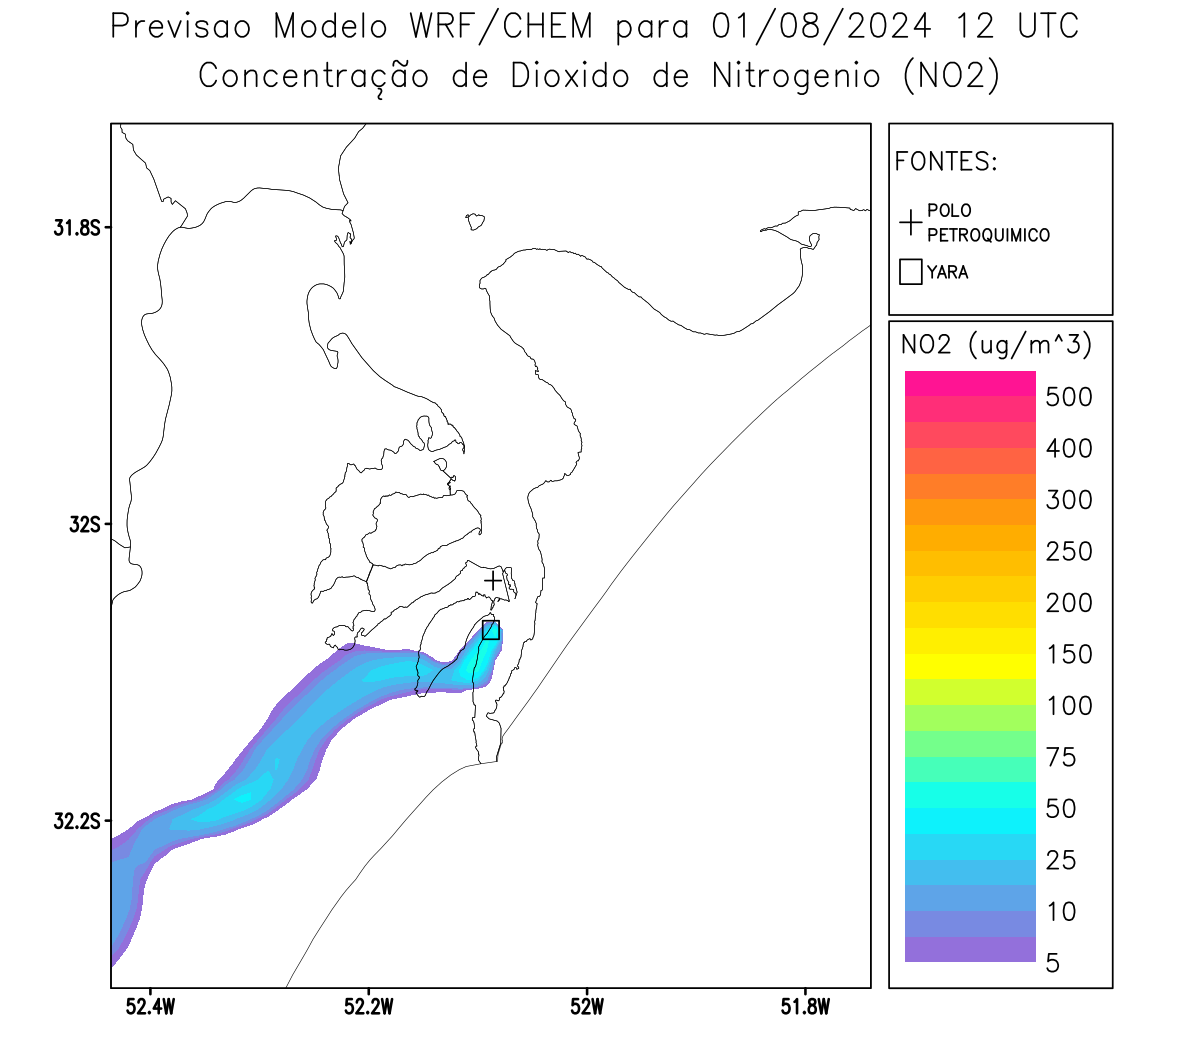 Previsao Modelo WRF/CHEM para 01/08/2024 12 UTC
Concentração de Dioxido de Nitrogenio (NO2)
FONTES:
POLO
PETROQUIMICO
YARA
NO2 (ug/m^3)
500
400
300
250
200
150
100
75
50
25
10
5
31.8S
32S
32.2S
52.4W
52.2W
52W
51.8W